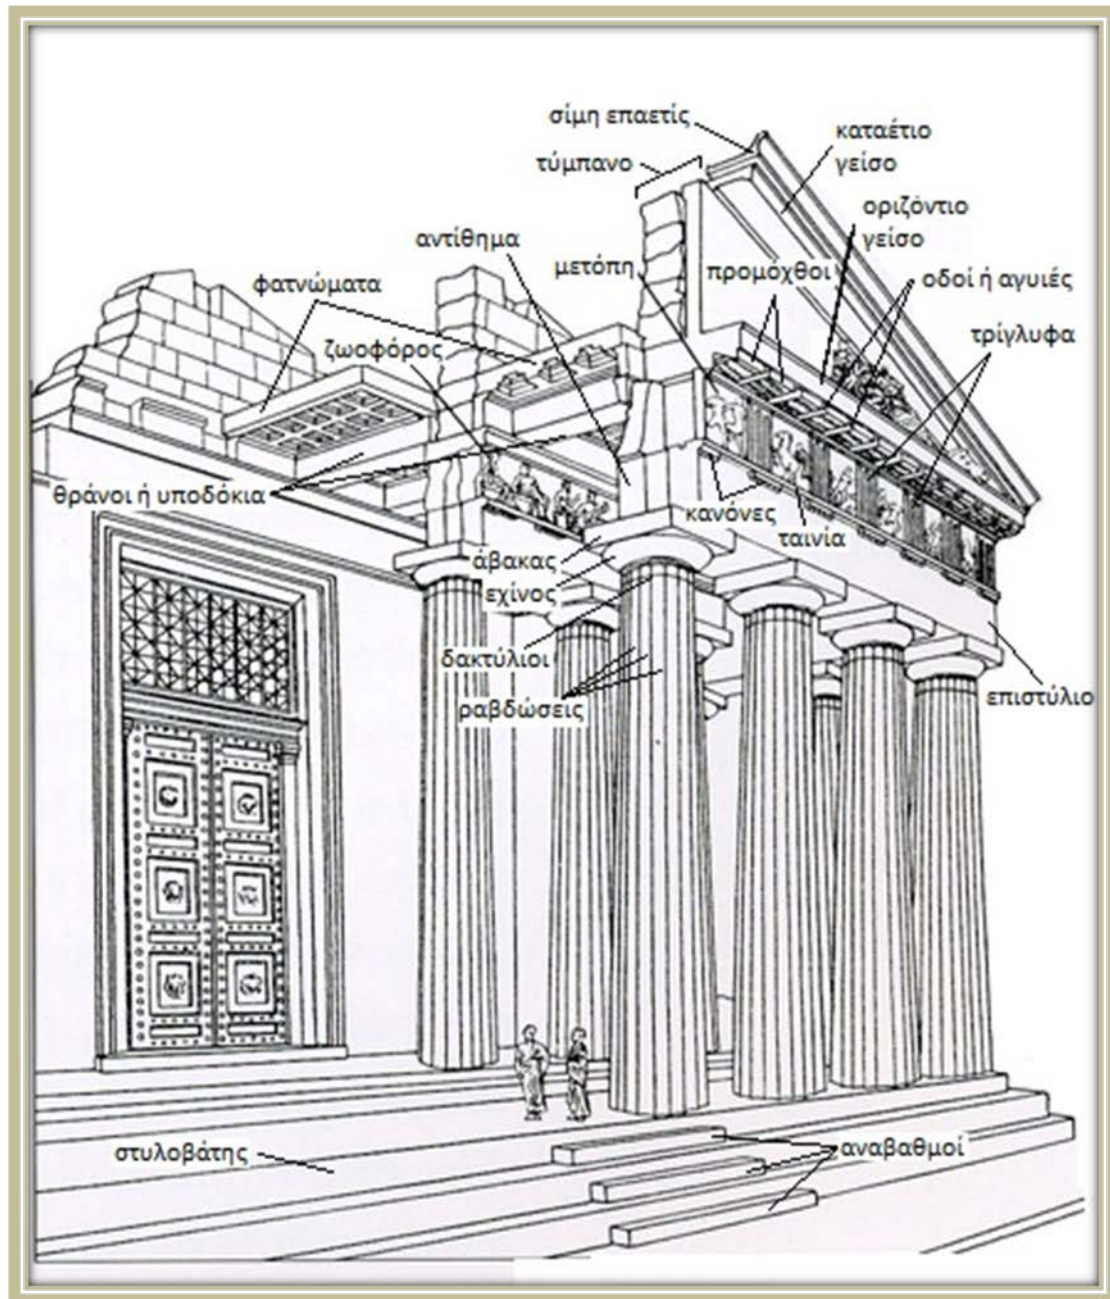 σίμη επαετίς
καταέτιο
γείσο
τύμπανο
οριζόντιο
γείσο
αντίθημα
μετόπη
προμόχθοι
οδοί ή αγυιές
φατνώματα
τρίγλυφα
ζωοφόρος
θράνοι ή υποδόκια
κανόνες
ταινία
άβακας
εχίνος
δακτύλιοι
ραβδώσεις
επιστύλιο
στυλοβάτης
αναβαθμοί